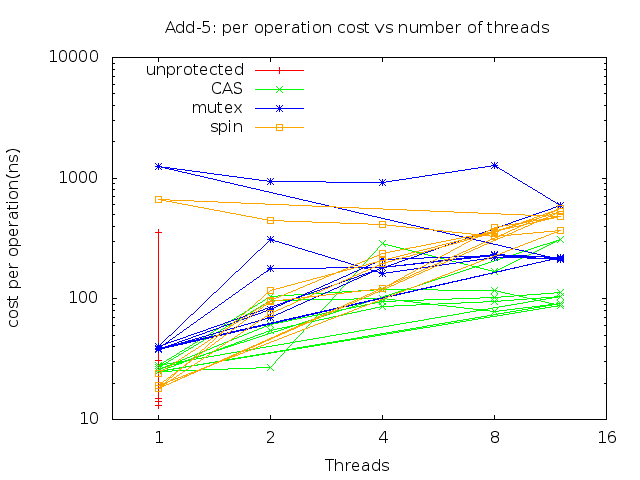 Add-5: per operation cost vs number of threads
10000
1000
100
10
cost per operation(ns)
unprotected
CAS
mutex
spin
1 2 4 8 16
Threads